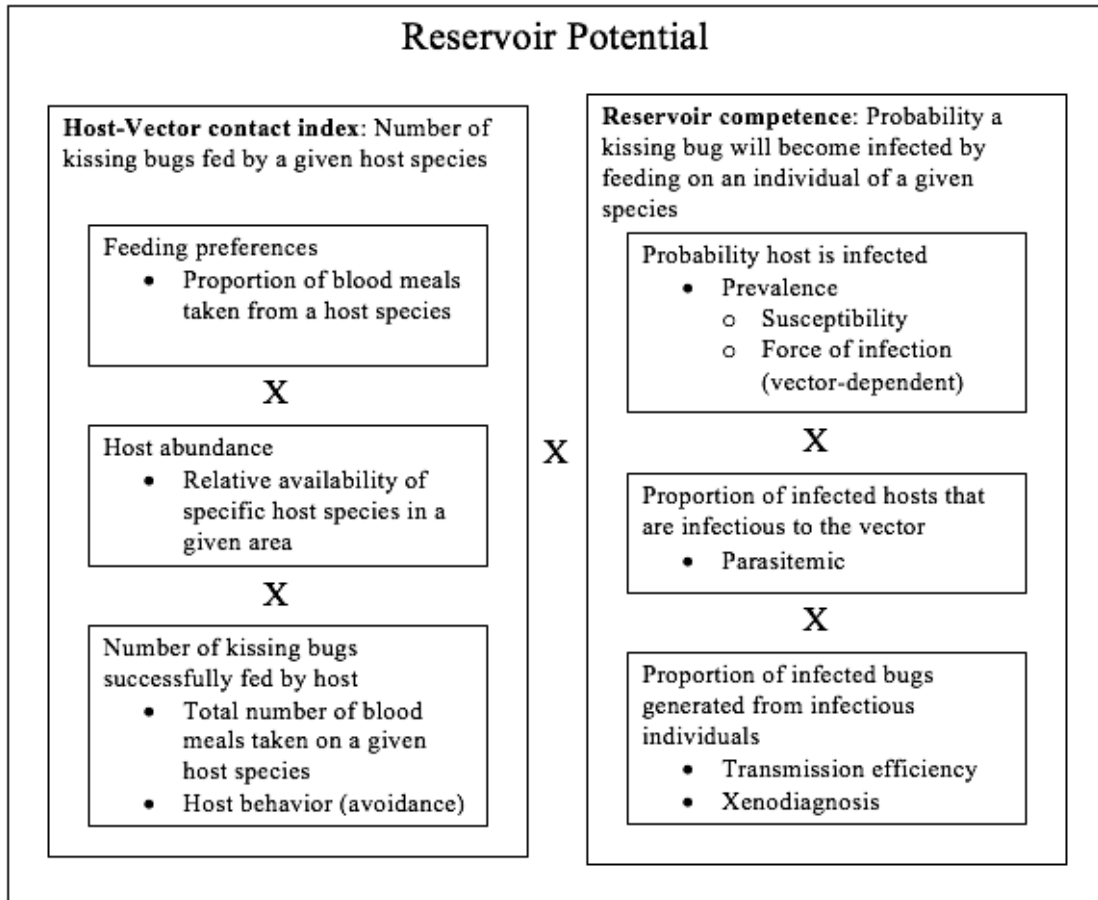 Reservoir Potential
Host-Vector contact index: Number of
kissing bugs fed by a given host species
Feeding preferences
• Proportion of blood meals
taken from a host species
X
Host abundance
• Relative availability of
specific host species in a
given area
X
Number of kissing bugs
successfully fed by host
• Total number of blood
meals taken on a given
host species
• Host behavior (avoidance)
X
Reservoir competence: Probability a
kissing bug will become infected by
feeding on an individual of a given
species
Probability host is infected
• Prevalence
o Susceptibility
o Force of infection
(vector-dependent)
X
Proportion of infected hosts that
are infectious to the vector
• Parasitemic
X
Proportion of infected bugs
generated from infectious
individuals
• Transmission efficiency
• Xenodiagnosis